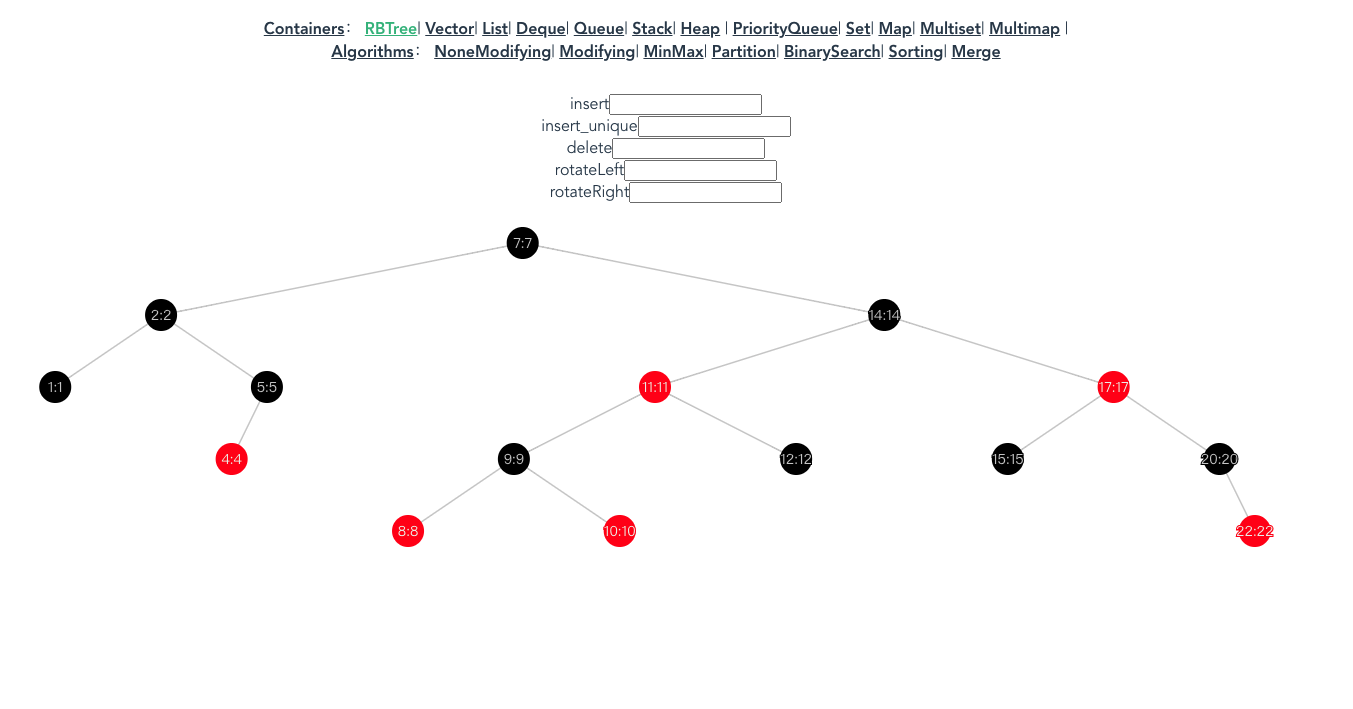 Containers： RBTree| Vector| List| Deque| Queue| Stack| Heap | PriorityQueue| Set| Map| Multiset| Multimap |
Algorithms： NoneModifying| Modifying| MinMax| Partition| BinarySearch| Sorting| Merge
insert
insert_unique
delete
rotateLeft
rotateRight
7:7
2:2 14:14
1:1 5:5 11:11 17:17
4:4 9:9 12:12 15:15 20:20
8:8 10:10 22:22